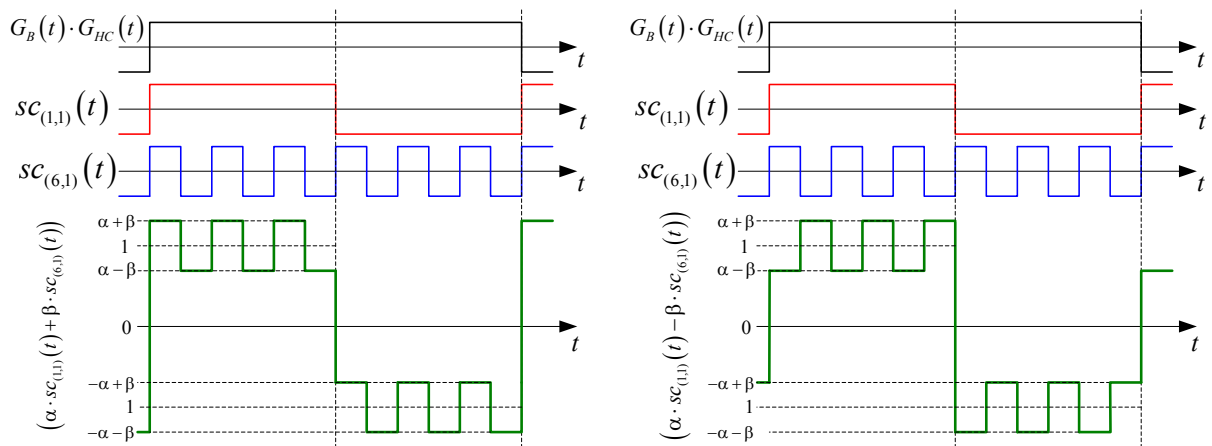 G_B(t)·G_HC(t)
t
sc_(1,1)(t)
t
sc_(6,1)(t)
t
(α·sc_(1,1)(t)+β·sc_(6,1)(t))
α+β
1
α−β
0
t
−α+β
1
−α−β
G_B(t)·G_HC(t)
t
sc_(1,1)(t)
t
sc_(6,1)(t)
t
(α·sc_(1,1)(t)−β·sc_(6,1)(t))
α+β
1
α−β
0
t
−α+β
1
−α−β